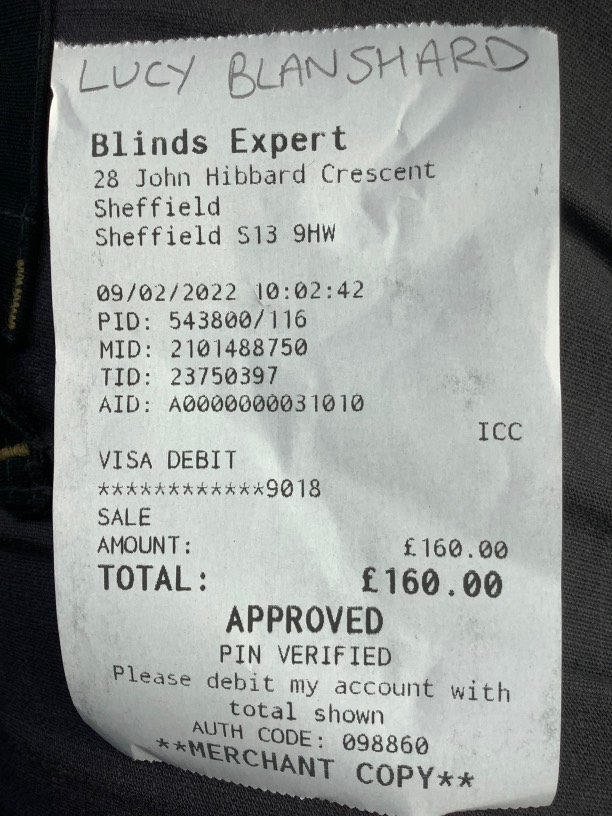 LUCY BLANSHARD
Blinds Expert
28 John Hibbard Crescent
Sheffield
Sheffield S13 9HW
09/02/2022 10:02:42
PID: 543800/116
MID: 2101488750
TID: 23750397
AID: A0000000031010
ICC
VISA DEBIT
************9018
SALE
AMOUNT: £160.00
TOTAL: £160.00
APPROVED
PIN VERIFIED
Please debit my account with
total shown
AUTH CODE: 098860
**MERCHANT COPY**